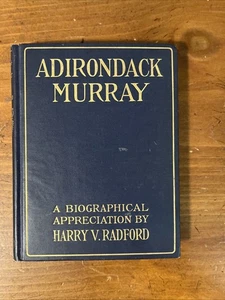 ADIRONDACK
MURRAY
A BIOGRAPHICAL
APPRECIATION BY
HARRY V. RADFORD